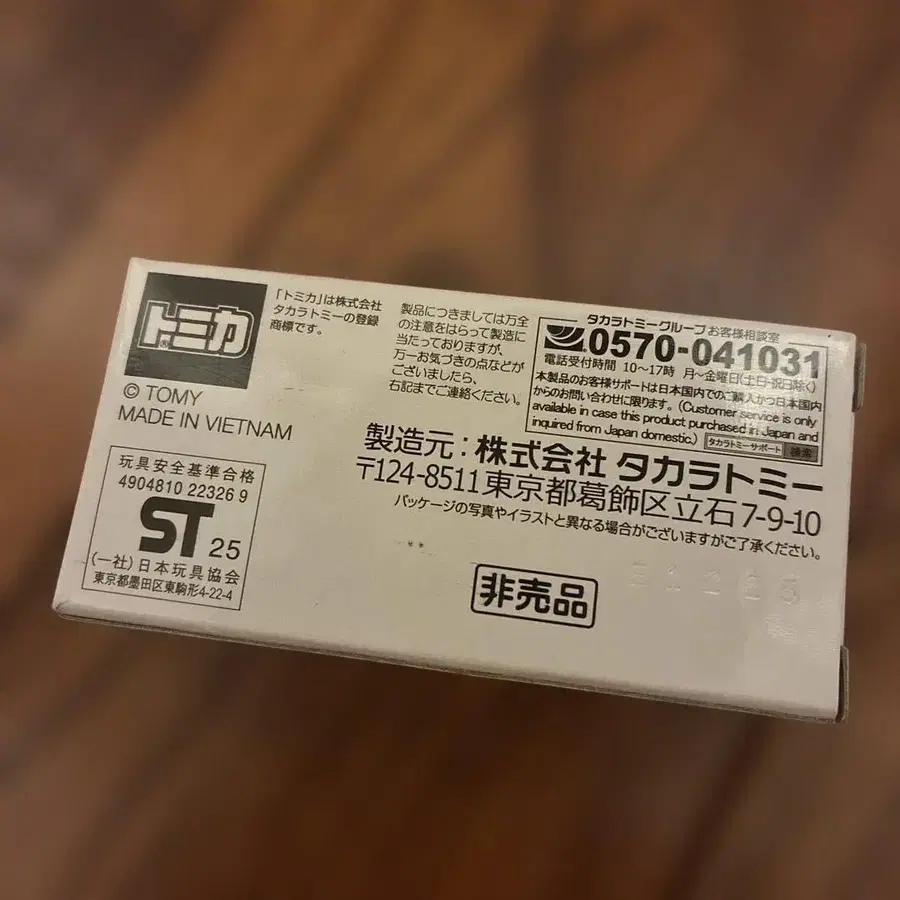 トミカ
®
© TOMY
MADE IN VIETNAM
「トミカ」は株式会社
タカラトミーの登録
商標です。
製品につきましては万全
の注意をはらって製造に
当たっておりますが、
万一お気づきの点などが
ございましたら、
右記までご連絡ください。
タカラトミーグループお客様相談室
0570-041031
電話受付時間 10～17時 月～金曜日(土日・祝日除く)
本製品のお客様サポートは日本国内でのご購入かつ日本国内
からのお問い合わせに限ります。(Customer service is only
available in case this product purchased in Japan and
inquired from Japan domestic.)
タカラトミーサポート 検索
製造元：株式会社 タカラトミー
〒124-8511東京都葛飾区立石7-9-10
パッケージの写真やイラストと異なる場合がございますがご了承ください。
玩具安全基準合格
4904810 22326 9
ST 25
(一社)日本玩具協会
東京都墨田区東駒形4-22-4
非売品